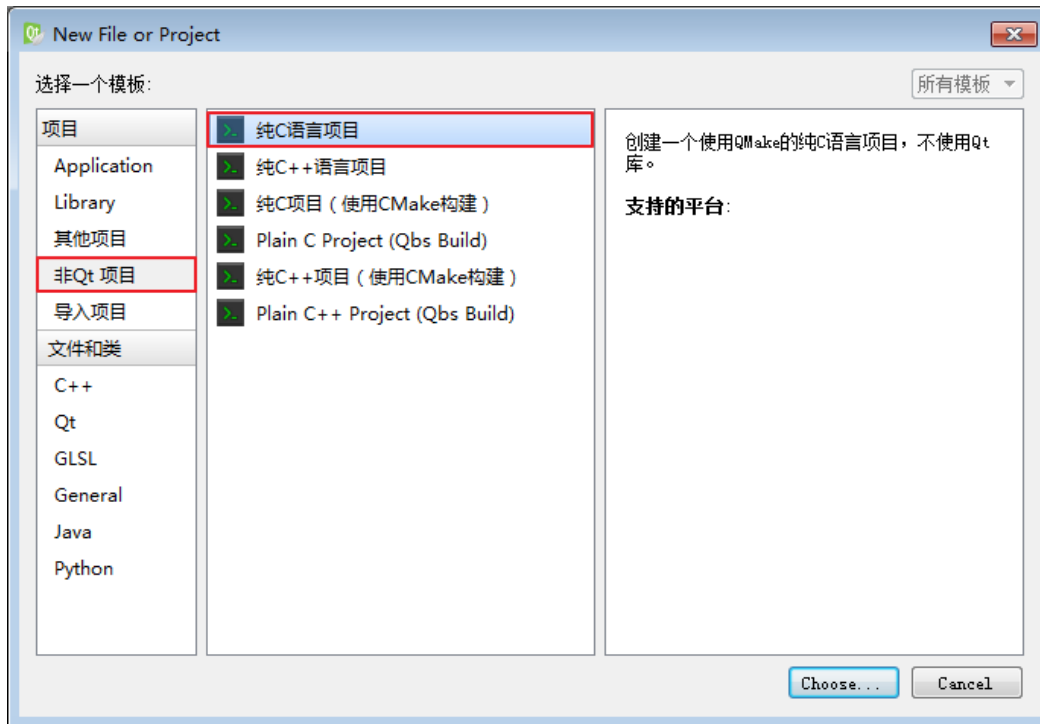 New File or Project
选择一个模板:
所有模板
项目
Application
Library
其他项目
非Qt 项目
导入项目
文件和类
C++
Qt
GLSL
General
Java
Python
纯C语言项目
纯C++语言项目
纯C项目（使用CMake构建）
Plain C Project (Qbs Build)
纯C++项目（使用CMake构建）
Plain C++ Project (Qbs Build)
创建一个使用QMake的纯C语言项目，不使用Qt
库。
支持的平台:
Choose...
Cancel